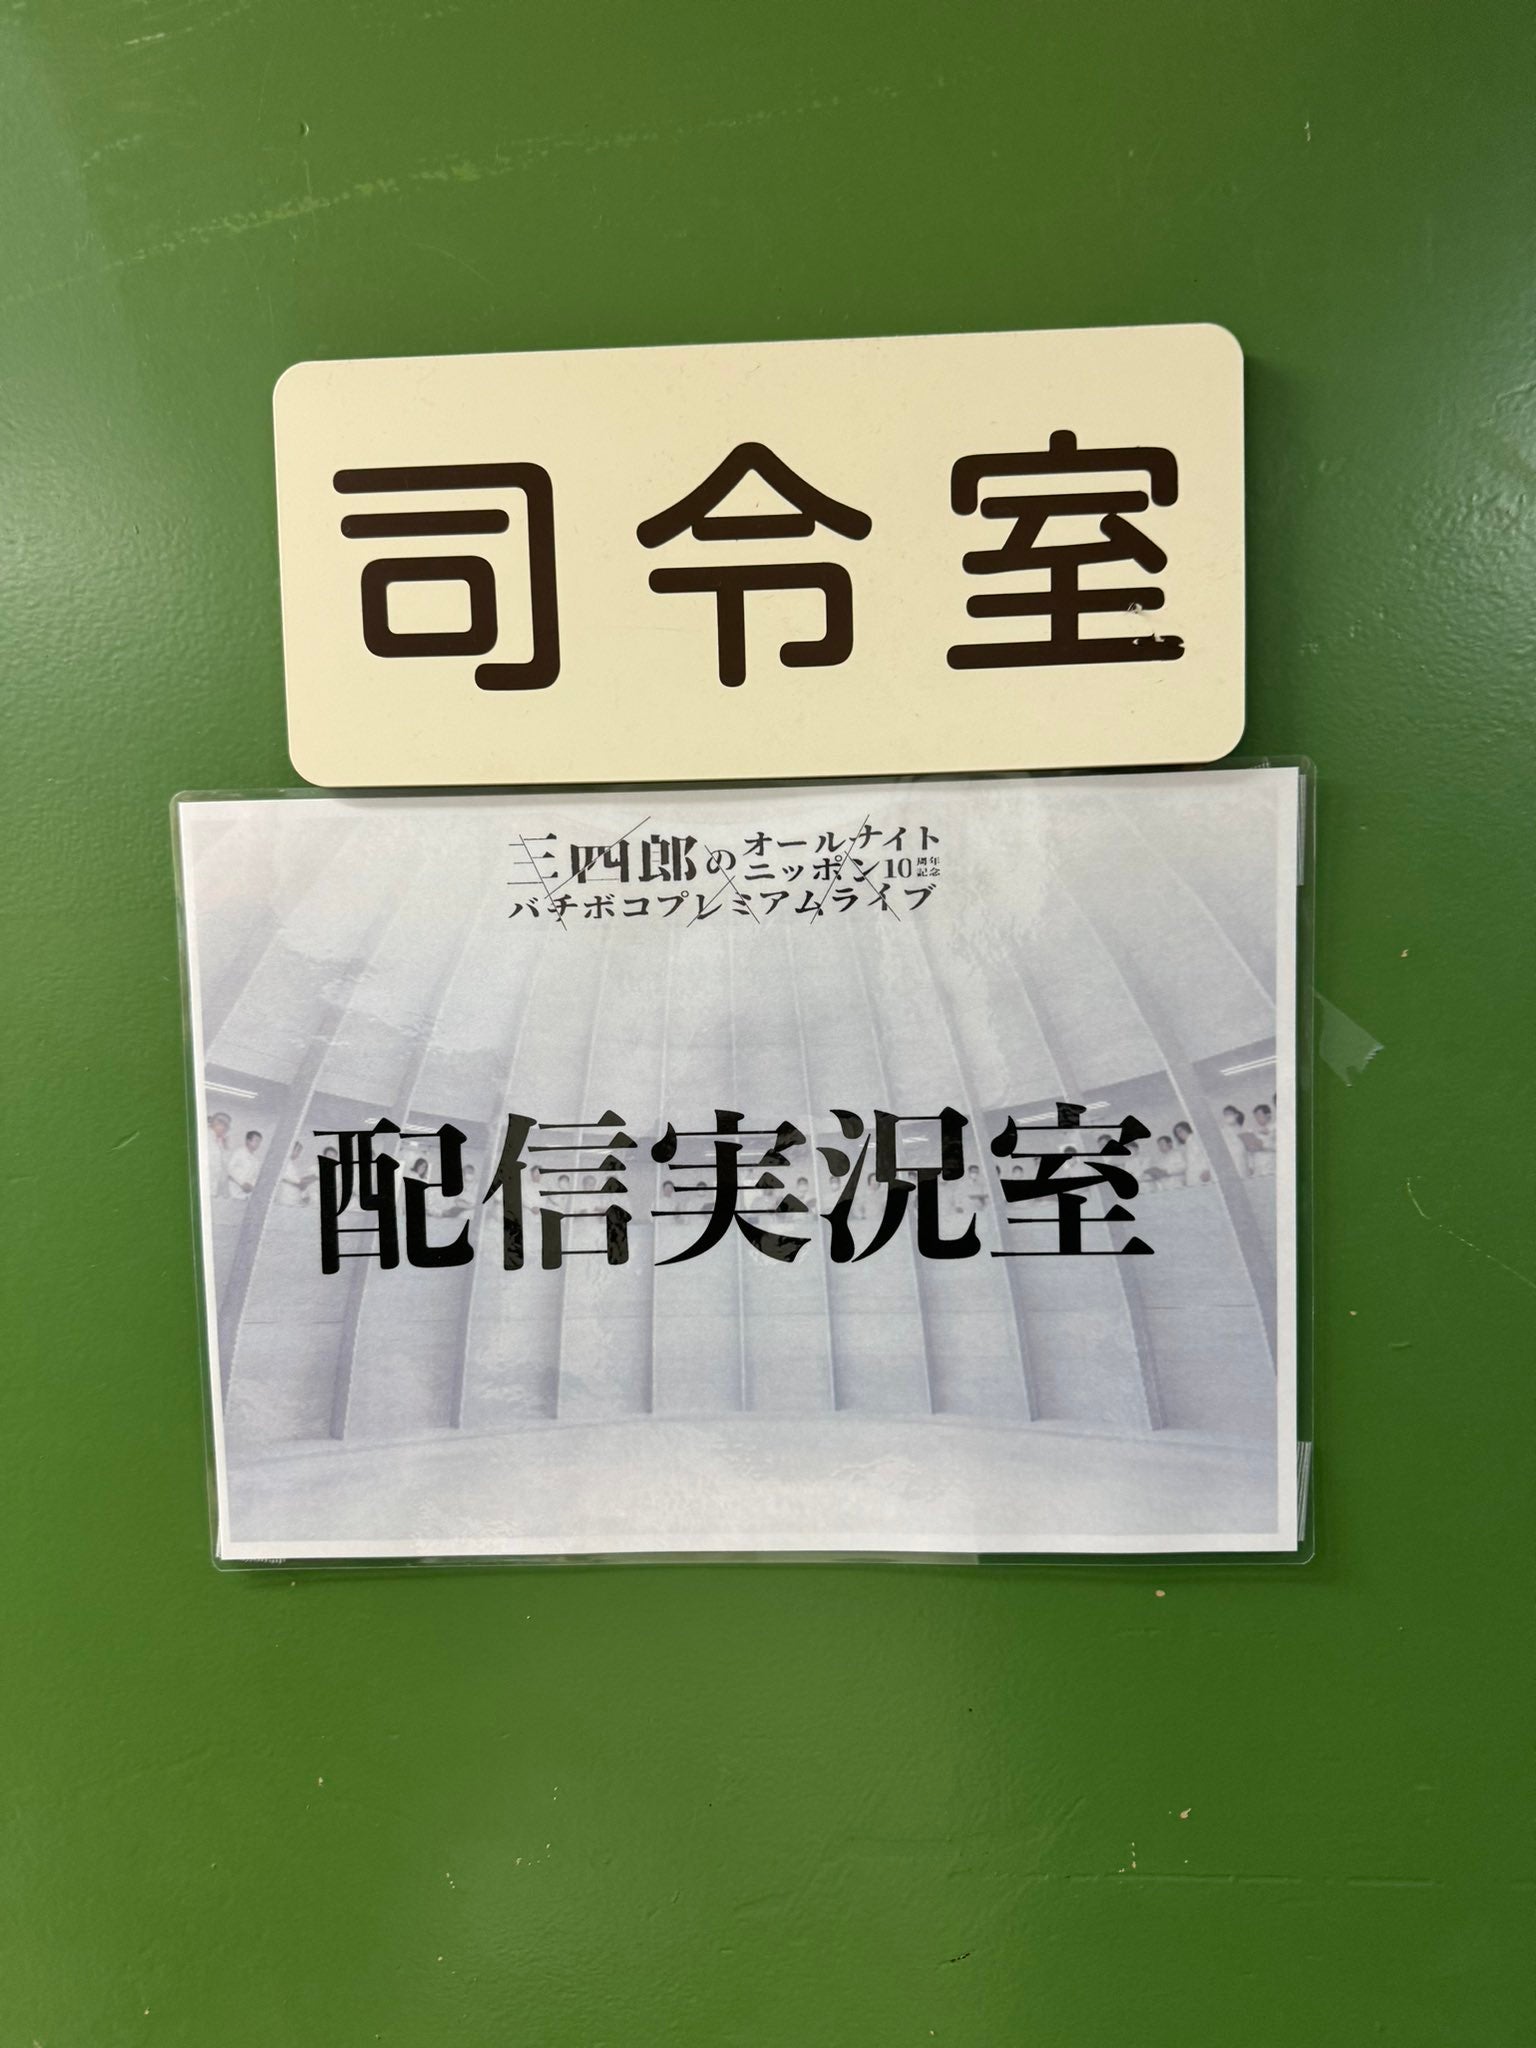 司令室
三四郎のオールナイト
ニッポン10周年記念
バチボコプレミアムライブ
配信実況室